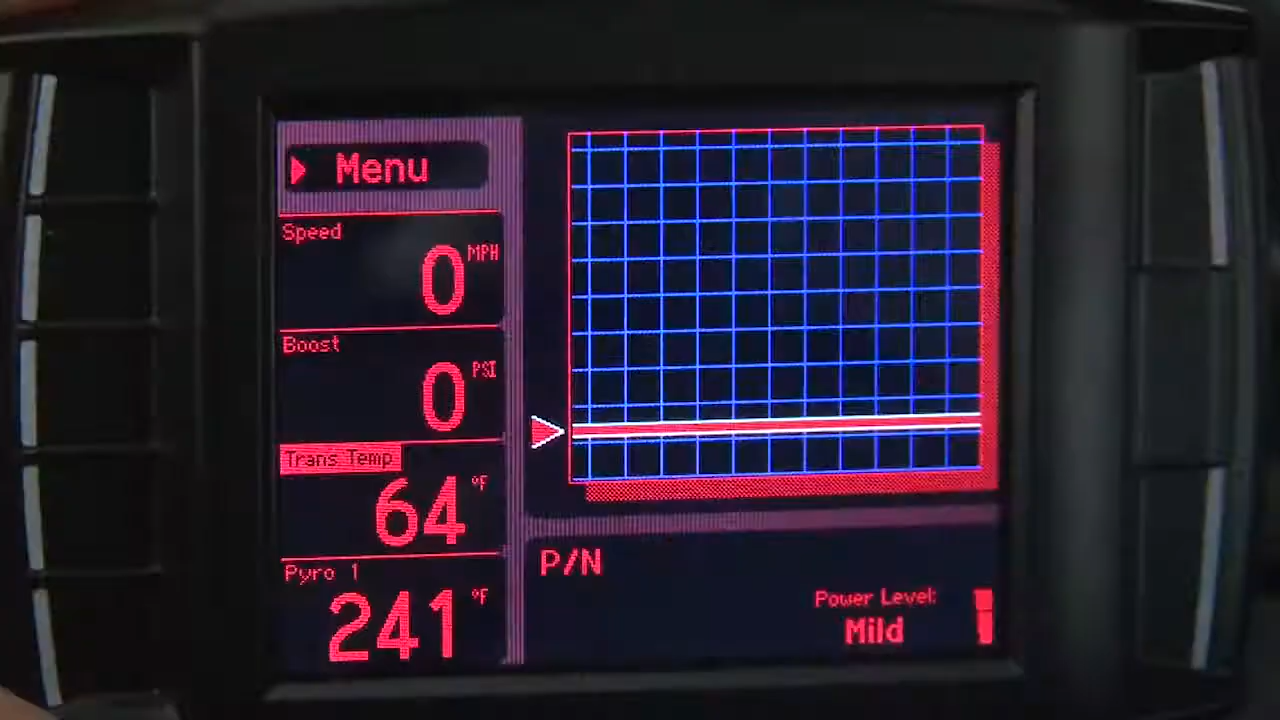 Menu
Speed
0 MPH
Boost
0 PSI
Trans Temp
64 °F
Pyro 1
241 °F
P/N
Power Level:
Mild